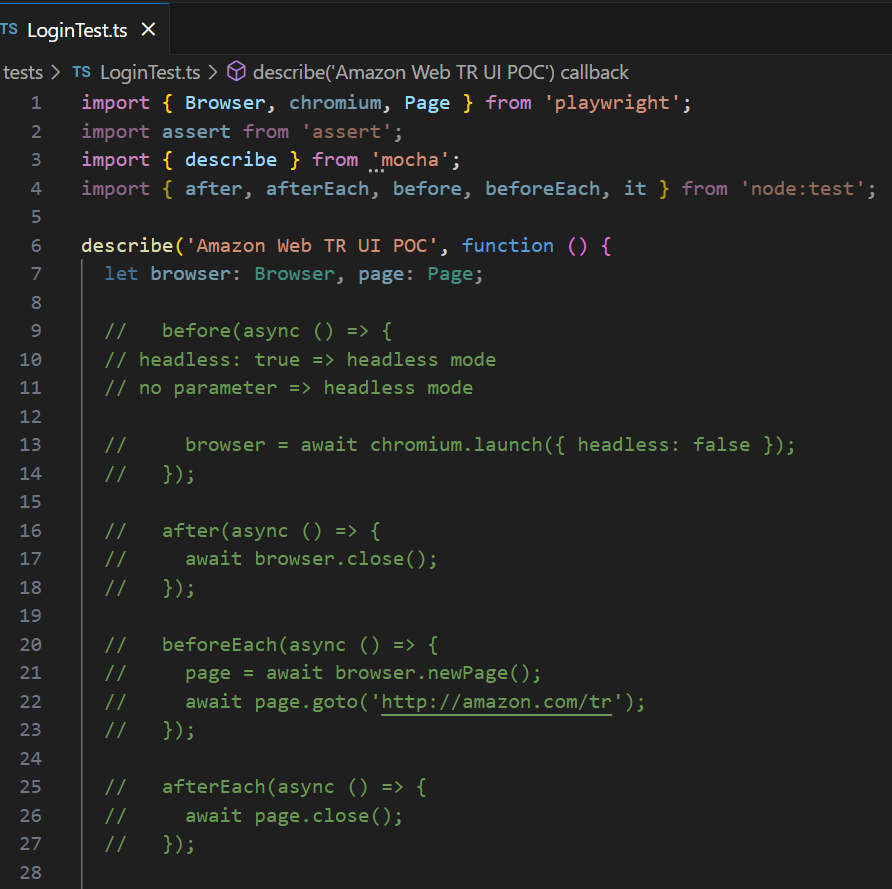 TS LoginTest.ts ×
tests > TS LoginTest.ts > describe('Amazon Web TR UI POC') callback
1 import { Browser, chromium, Page } from 'playwright';
2 import assert from 'assert';
3 import { describe } from 'mocha';
4 import { after, afterEach, before, beforeEach, it } from 'node:test';
5
6 describe('Amazon Web TR UI POC', function () {
7   let browser: Browser, page: Page;
8
9   //   before(async () => {
10   // headless: true => headless mode
11   // no parameter => headless mode
12
13   //     browser = await chromium.launch({ headless: false });
14   //   });
15
16   //   after(async () => {
17   //     await browser.close();
18   //   });
19
20   //   beforeEach(async () => {
21   //     page = await browser.newPage();
22   //     await page.goto('http://amazon.com/tr');
23   //   });
24
25   //   afterEach(async () => {
26   //     await page.close();
27   //   });
28